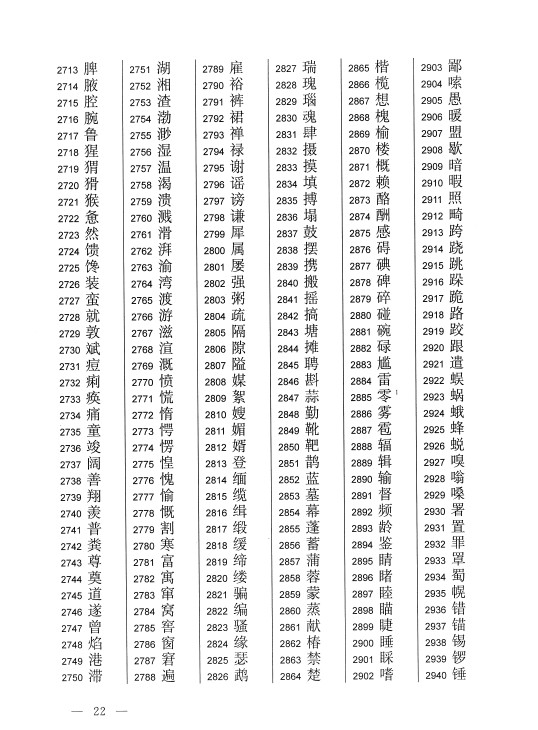 2713 脾 2751 湖 2789 雇 2827 瑞 2865 楷 2903 鄙
2714 腋 2752 湘 2790 裕 2828 瑰 2866 榄 2904 嗦
2715 腔 2753 渣 2791 裤 2829 瑙 2867 想 2905 愚
2716 腕 2754 渤 2792 裙 2830 魂 2868 槐 2906 暖
2717 鲁 2755 渺 2793 禅 2831 肆 2869 榆 2907 盟
2718 猩 2756 湿 2794 禄 2832 摄 2870 楼 2908 歇
2719 猬 2757 温 2795 谢 2833 摸 2871 概 2909 暗
2720 猾 2758 渴 2796 谣 2834 填 2872 赖 2910 暇
2721 猴 2759 溃 2797 谤 2835 搏 2873 酪 2911 照
2722 惫 2760 溅 2798 谦 2836 塌 2874 酬 2912 畸
2723 然 2761 滑 2799 犀 2837 鼓 2875 感 2913 跨
2724 馈 2762 湃 2800 属 2838 摆 2876 碍 2914 跷
2725 馋 2763 渝 2801 屡 2839 携 2877 碘 2915 跳
2726 装 2764 湾 2802 强 2840 搬 2878 碑 2916 跺
2727 蛮 2765 渡 2803 粥 2841 摇 2879 碎 2917 跪
2728 就 2766 游 2804 疏 2842 搞 2880 碰 2918 路
2729 敦 2767 滋 2805 隔 2843 塘 2881 碗 2919 跤
2730 斌 2768 渲 2806 隙 2844 摊 2882 碌 2920 跟
2731 痘 2769 溉 2807 隘 2845 聘 2883 尴 2921 遣
2732 痢 2770 愤 2808 媒 2846 斟 2884 雷 2922 蜈
2733 痪 2771 慌 2809 絮 2847 蒜 2885 零 2923 蜗
2734 痛 2772 惰 2810 嫂 2848 勤 2886 雾 2924 蛾
2735 童 2773 愕 2811 媚 2849 靴 2887 雹 2925 蜂
2736 竣 2774 愣 2812 婿 2850 靶 2888 辐 2926 蜕
2737 阔 2775 惶 2813 登 2851 鹊 2889 辑 2927 嗅
2738 善 2776 愧 2814 缅 2852 蓝 2890 输 2928 嗡
2739 翔 2777 愉 2815 缆 2853 墓 2891 督 2929 嗓
2740 羡 2778 慨 2816 缉 2854 幕 2892 频 2930 署
2741 普 2779 割 2817 缎 2855 蓬 2893 龄 2931 置
2742 粪 2780 寒 2818 缓 2856 蓄 2894 鉴 2932 罪
2743 尊 2781 富 2819 缔 2857 蒲 2895 睛 2933 罩
2744 奠 2782 寓 2820 缕 2858 蓉 2896 睹 2934 蜀
2745 道 2783 窜 2821 骗 2859 蒙 2897 睦 2935 幌
2746 遂 2784 窝 2822 编 2860 蒸 2898 瞄 2936 错
2747 曾 2785 窖 2823 骚 2861 献 2899 睫 2937 锚
2748 焰 2786 窗 2824 缘 2862 椿 2900 睡 2938 锡
2749 港 2787 窘 2825 瑟 2863 禁 2901 睬 2939 锣
2750 滞 2788 遍 2826 鹉 2864 楚 2902 嗜 2940 锤
— 22 —